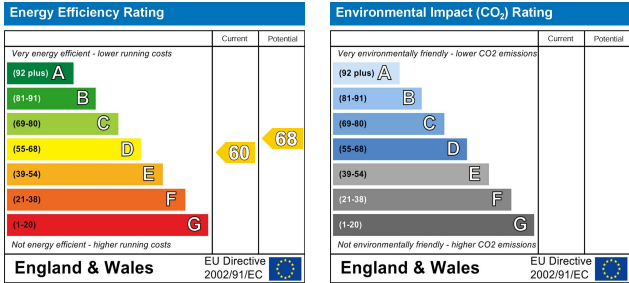 Energy Efficiency Rating
Current Potential
Very energy efficient - lower running costs
(92 plus) A
(81-91) B
(69-80) C
(55-68) D
(39-54) E
(21-38) F
(1-20) G
60
68
Not energy efficient - higher running costs
England & Wales
EU Directive
2002/91/EC
Environmental Impact (CO₂) Rating
Current Potential
Very environmentally friendly - lower CO2 emissions
(92 plus) A
(81-91) B
(69-80) C
(55-68) D
(39-54) E
(21-38) F
(1-20) G
Not environmentally friendly - higher CO2 emissions
England & Wales
EU Directive
2002/91/EC